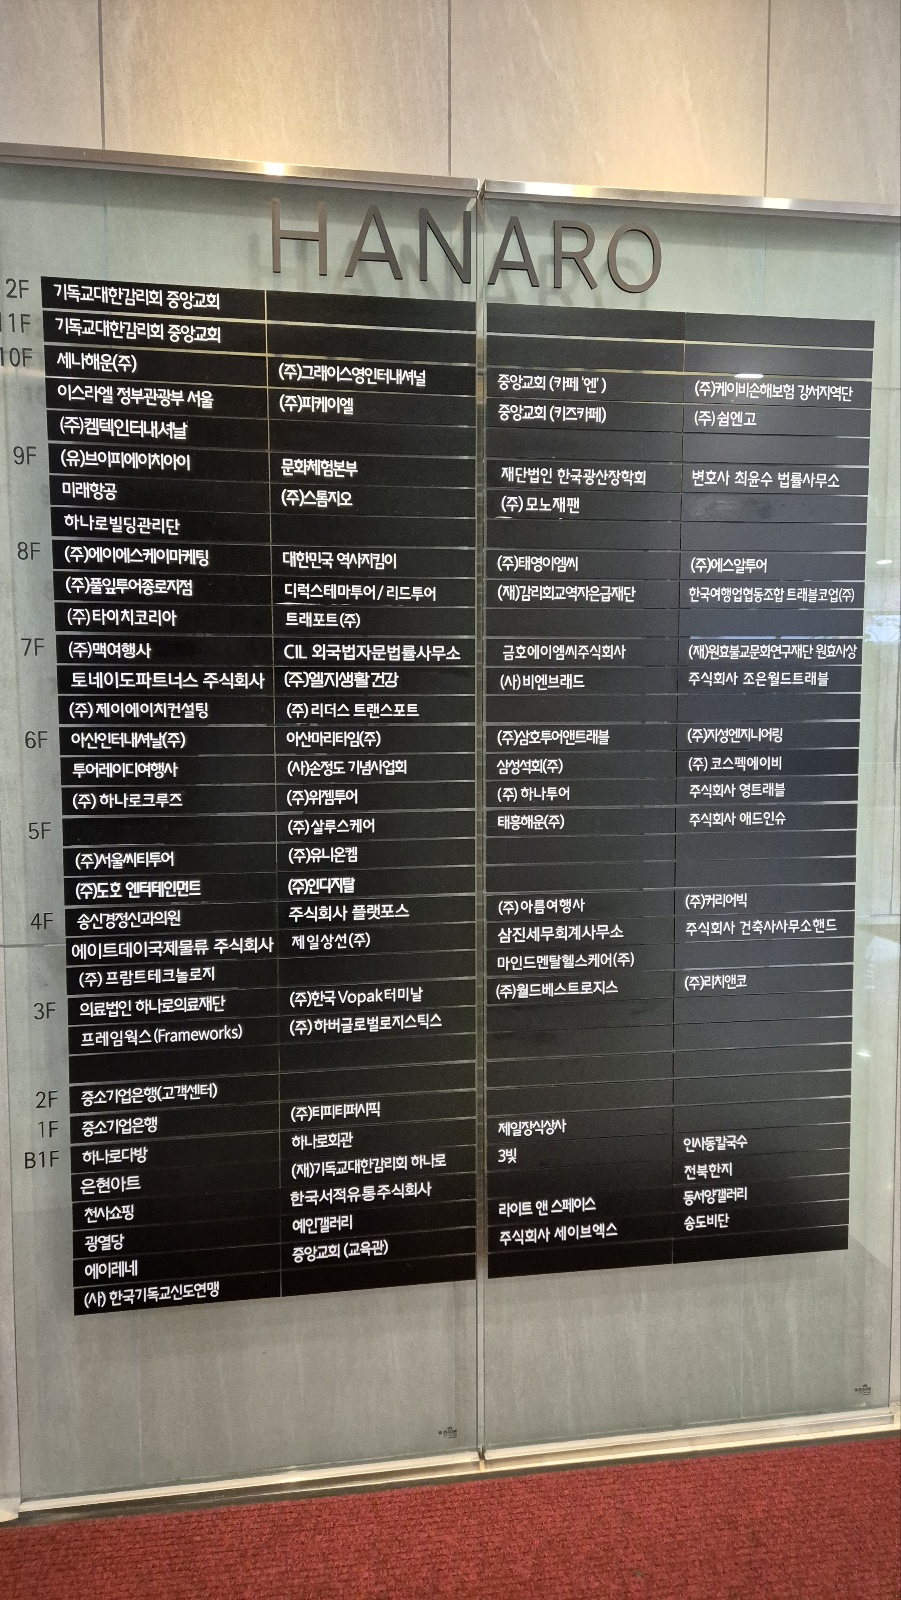 HANARO
2F 기독교대한감리회 중앙교회
11F 기독교대한감리회 중앙교회
10F 세나해운(주) (주)그래이스영인터내셔널 중앙교회 (카페 '엔') (주)케이비손해보험 강서지역단
이스라엘 정부관광부 서울 (주)피케이엘 중앙교회 (키즈카페) (주)쉼엔고
(주)켐텍인터내셔날
9F (유)브이피에이치아이 문화체험본부 재단법인 한국광산장학회 변호사 최윤수 법률사무소
미래항공 (주)스톰지오 (주)모노재팬
하나로빌딩관리단
8F (주)에이에스케이마케팅 대한민국 역사지킴이 (주)태영이엠씨 (주)에스알투어
(주)풀잎투어종로지점 디럭스테마투어/리드투어 (재)감리회교역자은급재단 한국여행업협동조합 트래블코업(주)
(주)타이치코리아 트래포트(주)
7F (주)맥여행사 CIL 외국법자문법률사무소 금호에이엠씨주식회사 (재)원효불교문화연구재단 원효사상
토네이도파트너스 주식회사 (주)엘지생활건강 (사)비엔브래드 주식회사 조은월드트래블
(주)제이에이치컨설팅 (주)리더스 트랜스포트
6F 아산인터내셔날(주) 아산마리타임(주) (주)삼호투어앤트래블 (주)지성엔지니어링
투어레이디여행사 (사)손정도 기념사업회 삼성석회(주) (주)코스펙에이비
(주)하나로크루즈 (주)위젬투어 (주)하나투어 주식회사 영트래블
5F (주)살루스케어 태흥해운(주) 주식회사 애드인슈
(주)서울씨티투어 (주)유니온켐
(주)도호 엔터테인먼트 (주)인디지탈
4F 송신경정신과의원 주식회사 플랫포스 (주)아름여행사 (주)커리어빅
에이트데이국제물류 주식회사 제일상선(주) 삼진세무회계사무소 주식회사 건축사사무소핸드
(주)프람트테크놀로지 마인드멘탈헬스케어(주)
3F 의료법인 하나로의료재단 (주)한국Vopak터미날 (주)월드베스트로지스 (주)리치앤코
프레임웍스(Frameworks) (주)하버글로벌로지스틱스
2F 중소기업은행(고객센터)
1F 중소기업은행 (주)티피티퍼시픽 제일장식상사
B1F 하나로다방 하나로회관 3빛 인사동칼국수
은현아트 (재)기독교대한감리회 하나로 전북한지
천사쇼핑 한국서적유통주식회사 라이트 앤 스페이스 동서양갤러리
광열당 예인갤러리 주식회사 세이브엑스 송도비단
에이레네 중앙교회 (교육관)
(사)한국기독교신도연맹